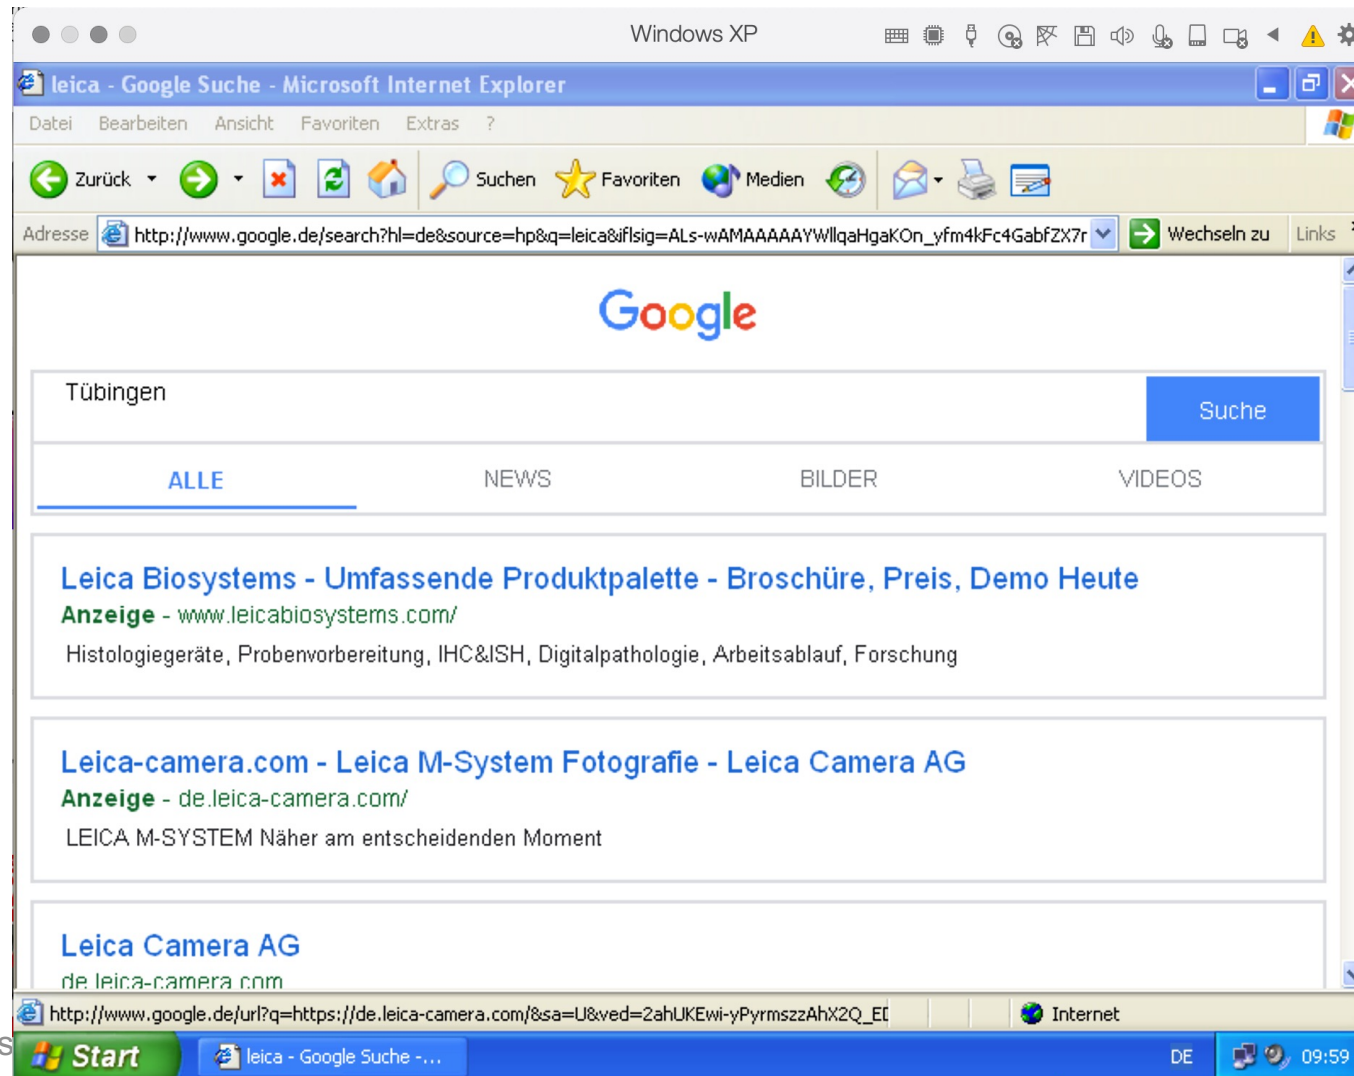 Windows XP
leica - Google Suche - Microsoft Internet Explorer
Datei Bearbeiten Ansicht Favoriten Extras ?
Zurück Suchen Favoriten Medien
Adresse http://www.google.de/search?hl=de&source=hp&q=leica&iflsig=ALs-wAMAAAAAYWllqaHgaKOn_yfm4kFc4GabfZX7r Wechseln zu Links
Google
Tübingen
Suche
ALLE NEWS BILDER VIDEOS
Leica Biosystems - Umfassende Produktpalette - Broschüre, Preis, Demo Heute
Anzeige - www.leicabiosystems.com/
Histologiegeräte, Probenvorbereitung, IHC&ISH, Digitalpathologie, Arbeitsablauf, Forschung
Leica-camera.com - Leica M-System Fotografie - Leica Camera AG
Anzeige - de.leica-camera.com/
LEICA M-SYSTEM Näher am entscheidenden Moment
Leica Camera AG
de.leica-camera.com
http://www.google.de/url?q=https://de.leica-camera.com/&sa=U&ved=2ahUKEwi-yPyrmszzAhX2Q_E Internet
Start leica - Google Suche -... DE 09:59